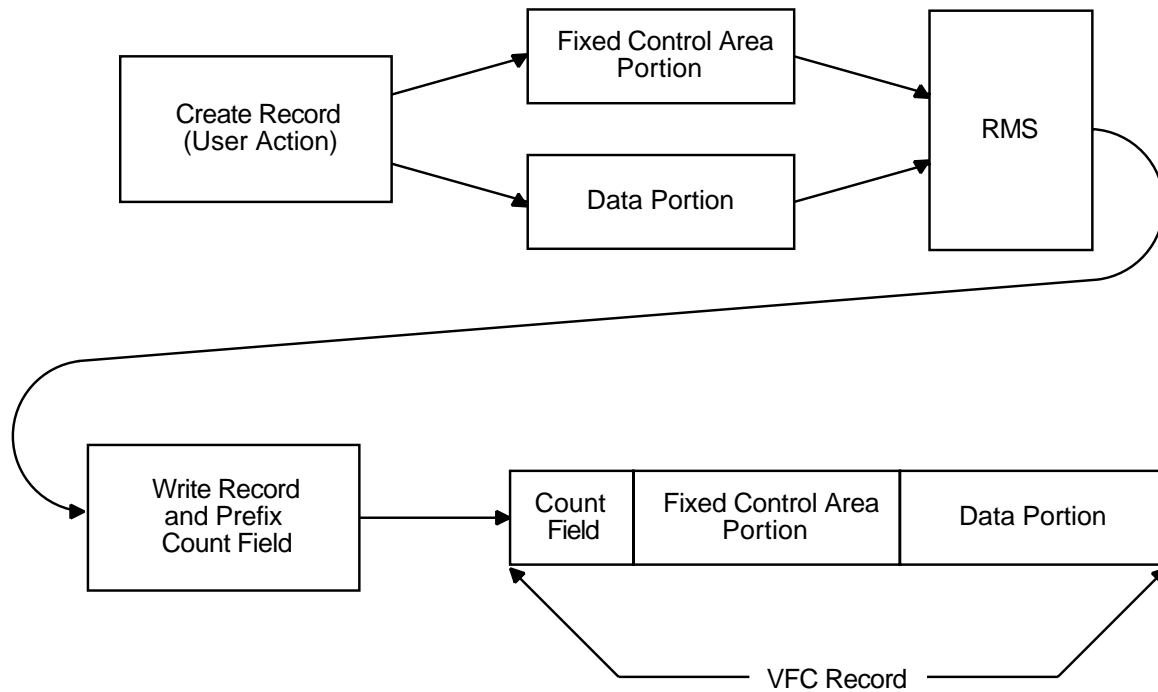 Create Record
(User Action)
Fixed Control Area
Portion
Data Portion
RMS
Write Record
and Prefix
Count Field
Count
Field
Fixed Control Area
Portion
Data Portion
VFC Record